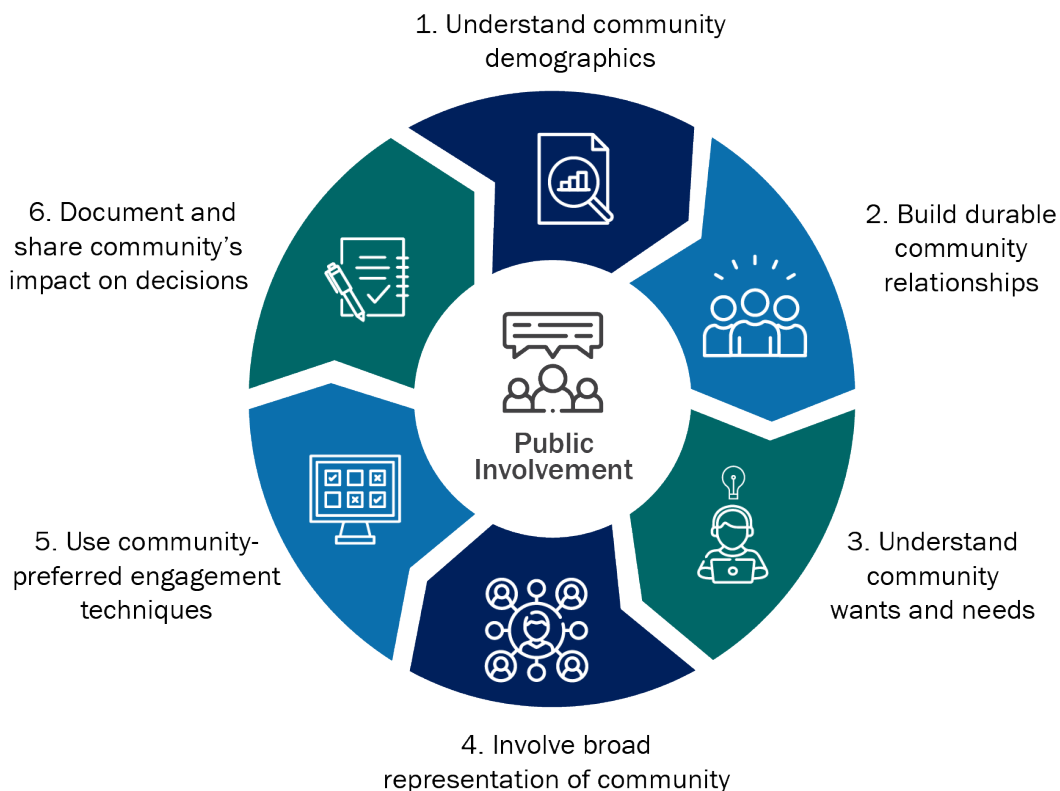 1. Understand community
demographics
2. Build durable
community
relationships
3. Understand
community
wants and needs
4. Involve broad
representation of community
5. Use community-
preferred engagement
techniques
6. Document and
share community’s
impact on decisions
Public
Involvement